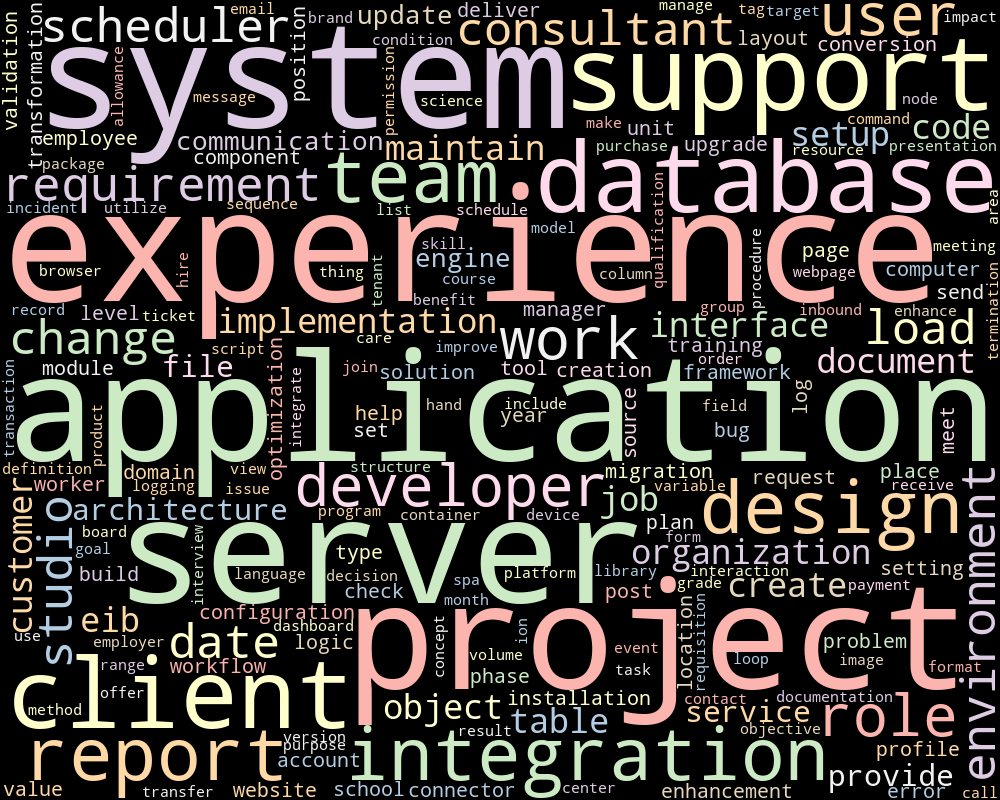 email
brand
update
deliver
manage
tag
target
user
impact
scheduler
consultant
layout
conversion
validation
transformation
position
condition
system
support
allowance
message
permission
science
node
command
employee
communication
maintain
make
unit
setup
code
package
component
purchase
upgrade
resource
presentation
requirement
team
database
incident
utilize
sequence
list
schedule
qualification
area
experience
model
skill
engine
course
browser
hire
thing
tenant
column
procedure
page
webpage
meeting
computer
send
termination
record
level
ticket
benefit
manager
group
inbound
enhance
implementation
work
interface
load
change
script
care
improve
training
order
module
file
optimization
integrate
join
solution
tool
creation
framework
document
transaction
application
product
help
set
hand
year
include
source
field
bug
log
meet
definition
worker
domain
logging
view
issue
structure
developer
migration
variable
request
place
receive
customer
studio
architecture
program
container
device
job
plan
form
design
environment
board
goal
build
interview
server
language
type
decision
check
spa
month
platform
library
organization
interaction
grade
setting
post
create
payment
eib
configuration
dashboard
employer
logic
use
date
project
concept
ion
event
task
location
requisition
loop
problem
image
format
range
workflow
volume
phase
offer
client
method
object
installation
contact
documentation
report
version
purpose
account
integration
result
table
service
objective
role
profile
value
transfer
website
school
connector
center
enhancement
provide
error
call